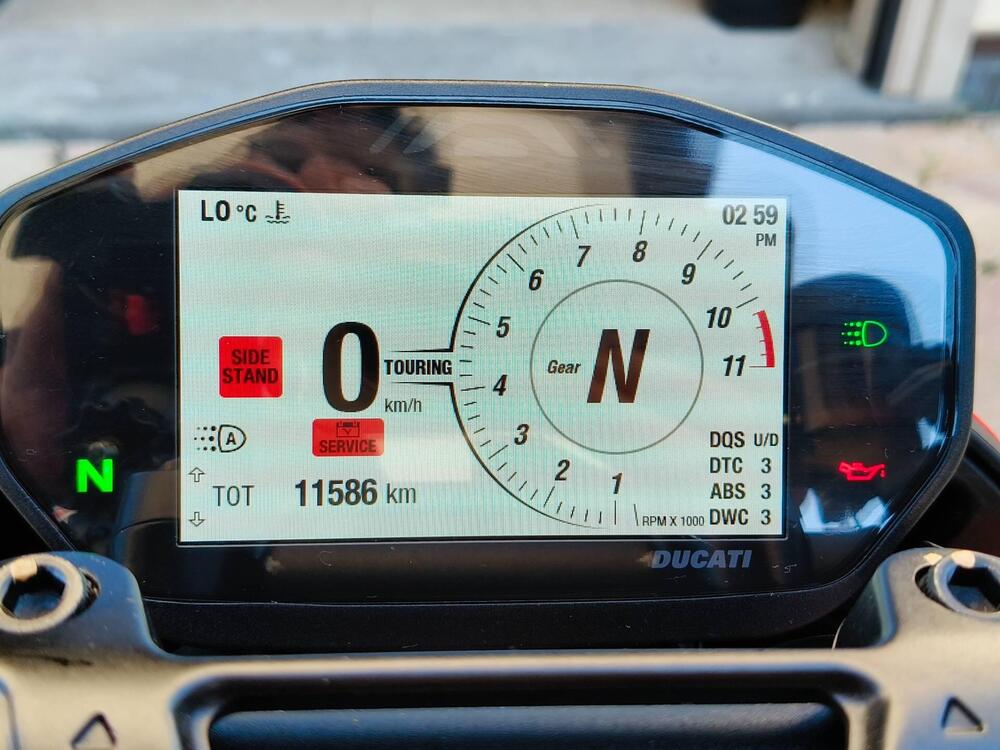 LO °C
02 59
PM
6 7 8 9
5 10
4 11
3
2
1
SIDE
STAND
0
km/h
TOURING
Gear N
A
SERVICE
N
TOT 11586 km
RPM X 1000
DQS U/D
DTC 3
ABS 3
DWC 3
DUCATI